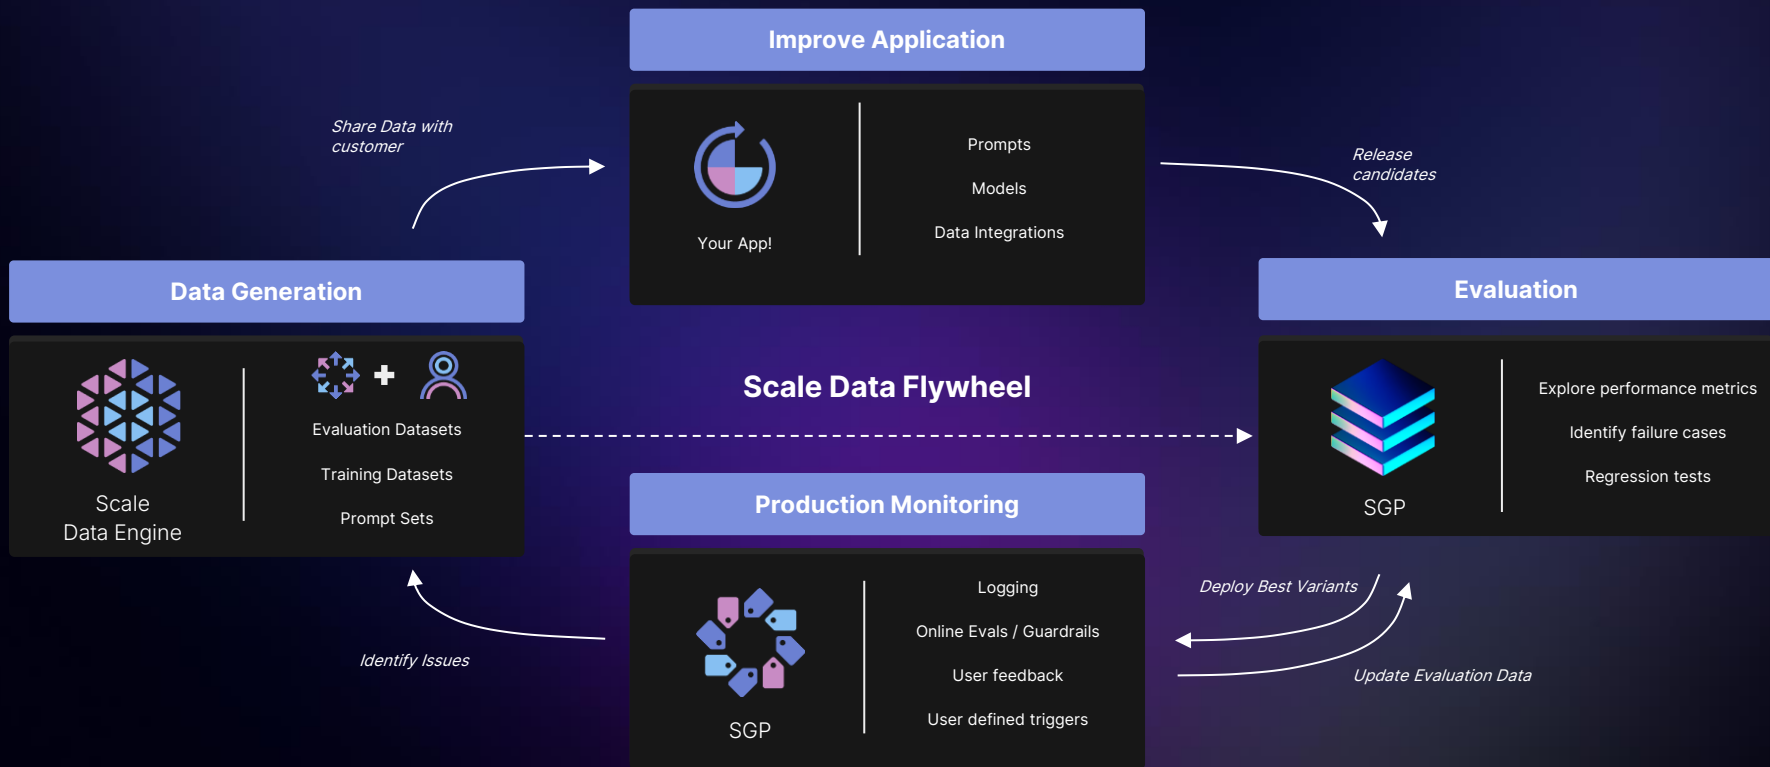 Improve Application
Share Data with
customer
Your App!
Prompts
Models
Data Integrations
Release
candidates
Data Generation
Scale
Data Engine
Evaluation Datasets
Training Datasets
Prompt Sets
Scale Data Flywheel
Evaluation
SGP
Explore performance metrics
Identify failure cases
Regression tests
Production Monitoring
SGP
Logging
Online Evals / Guardrails
User feedback
User defined triggers
Identify Issues
Deploy Best Variants
Update Evaluation Data